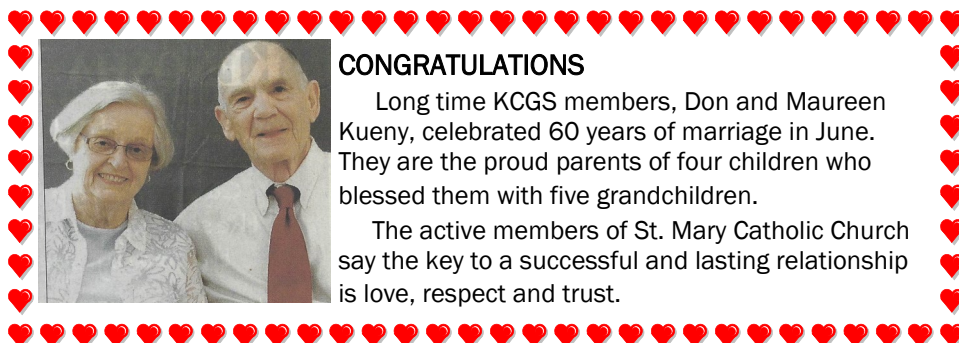 CONGRATULATIONS
Long time KCGS members, Don and Maureen
Kueny, celebrated 60 years of marriage in June.
They are the proud parents of four children who
blessed them with five grandchildren.
The active members of St. Mary Catholic Church
say the key to a successful and lasting relationship
is love, respect and trust.